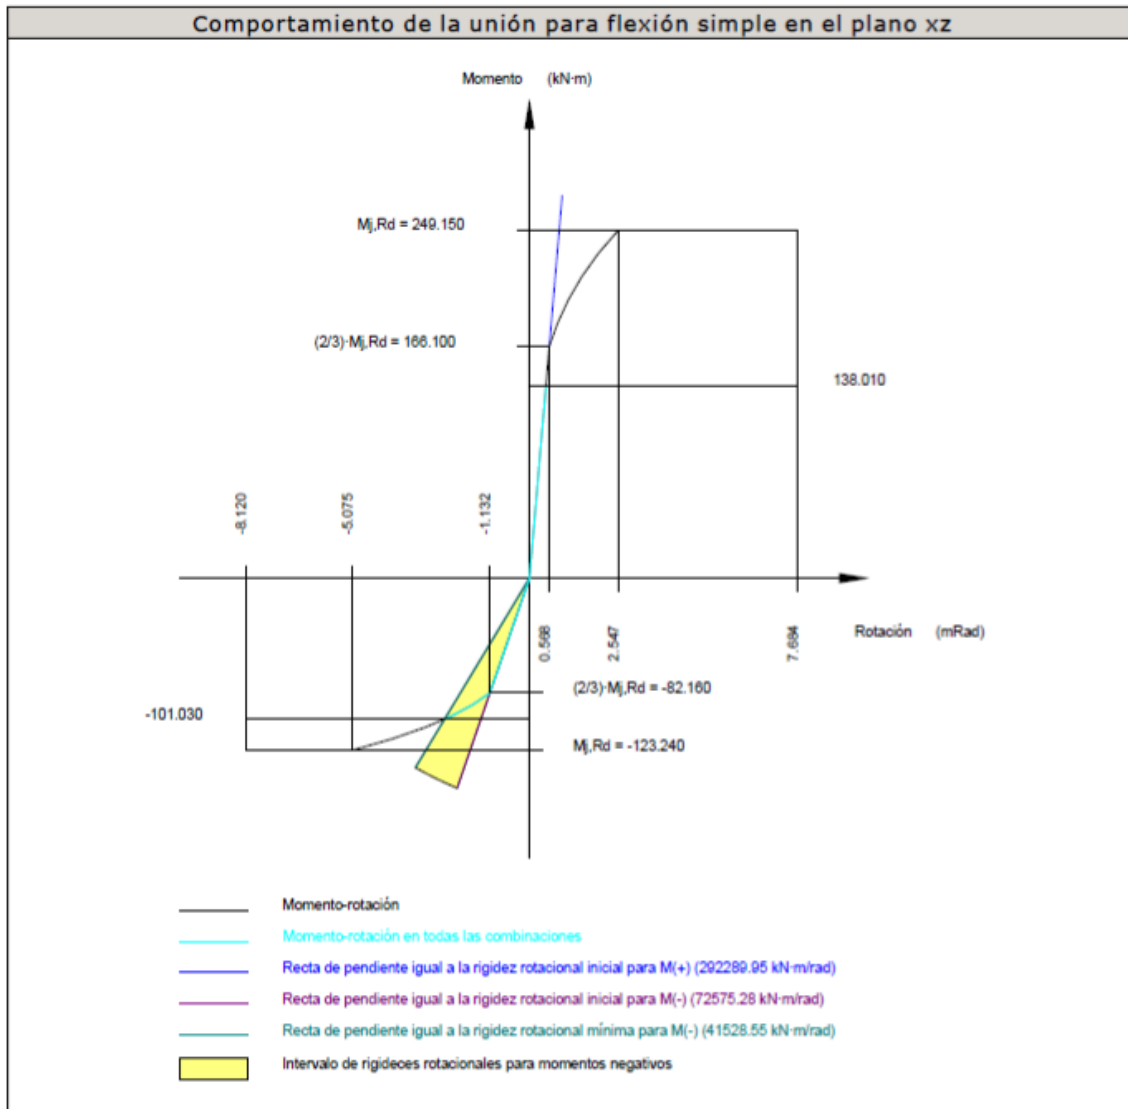 Comportamiento de la unión para flexión simple en el plano xz
Momento (kN·m)
Mj,Rd = 249.150
(2/3)·Mj,Rd = 166.100
138.010
-8.120
-5.075
-1.132
0.568
2.547
7.684
Rotación (mRad)
(2/3)·Mj,Rd = -82.160
-101.030
Mj,Rd = -123.240
Momento-rotación
Momento-rotación en todas las combinaciones
Recta de pendiente igual a la rigidez rotacional inicial para M(+) (292289.95 kN·m/rad)
Recta de pendiente igual a la rigidez rotacional inicial para M(-) (72575.28 kN·m/rad)
Recta de pendiente igual a la rigidez rotacional mínima para M(-) (41528.55 kN·m/rad)
Intervalo de rigideces rotacionales para momentos negativos